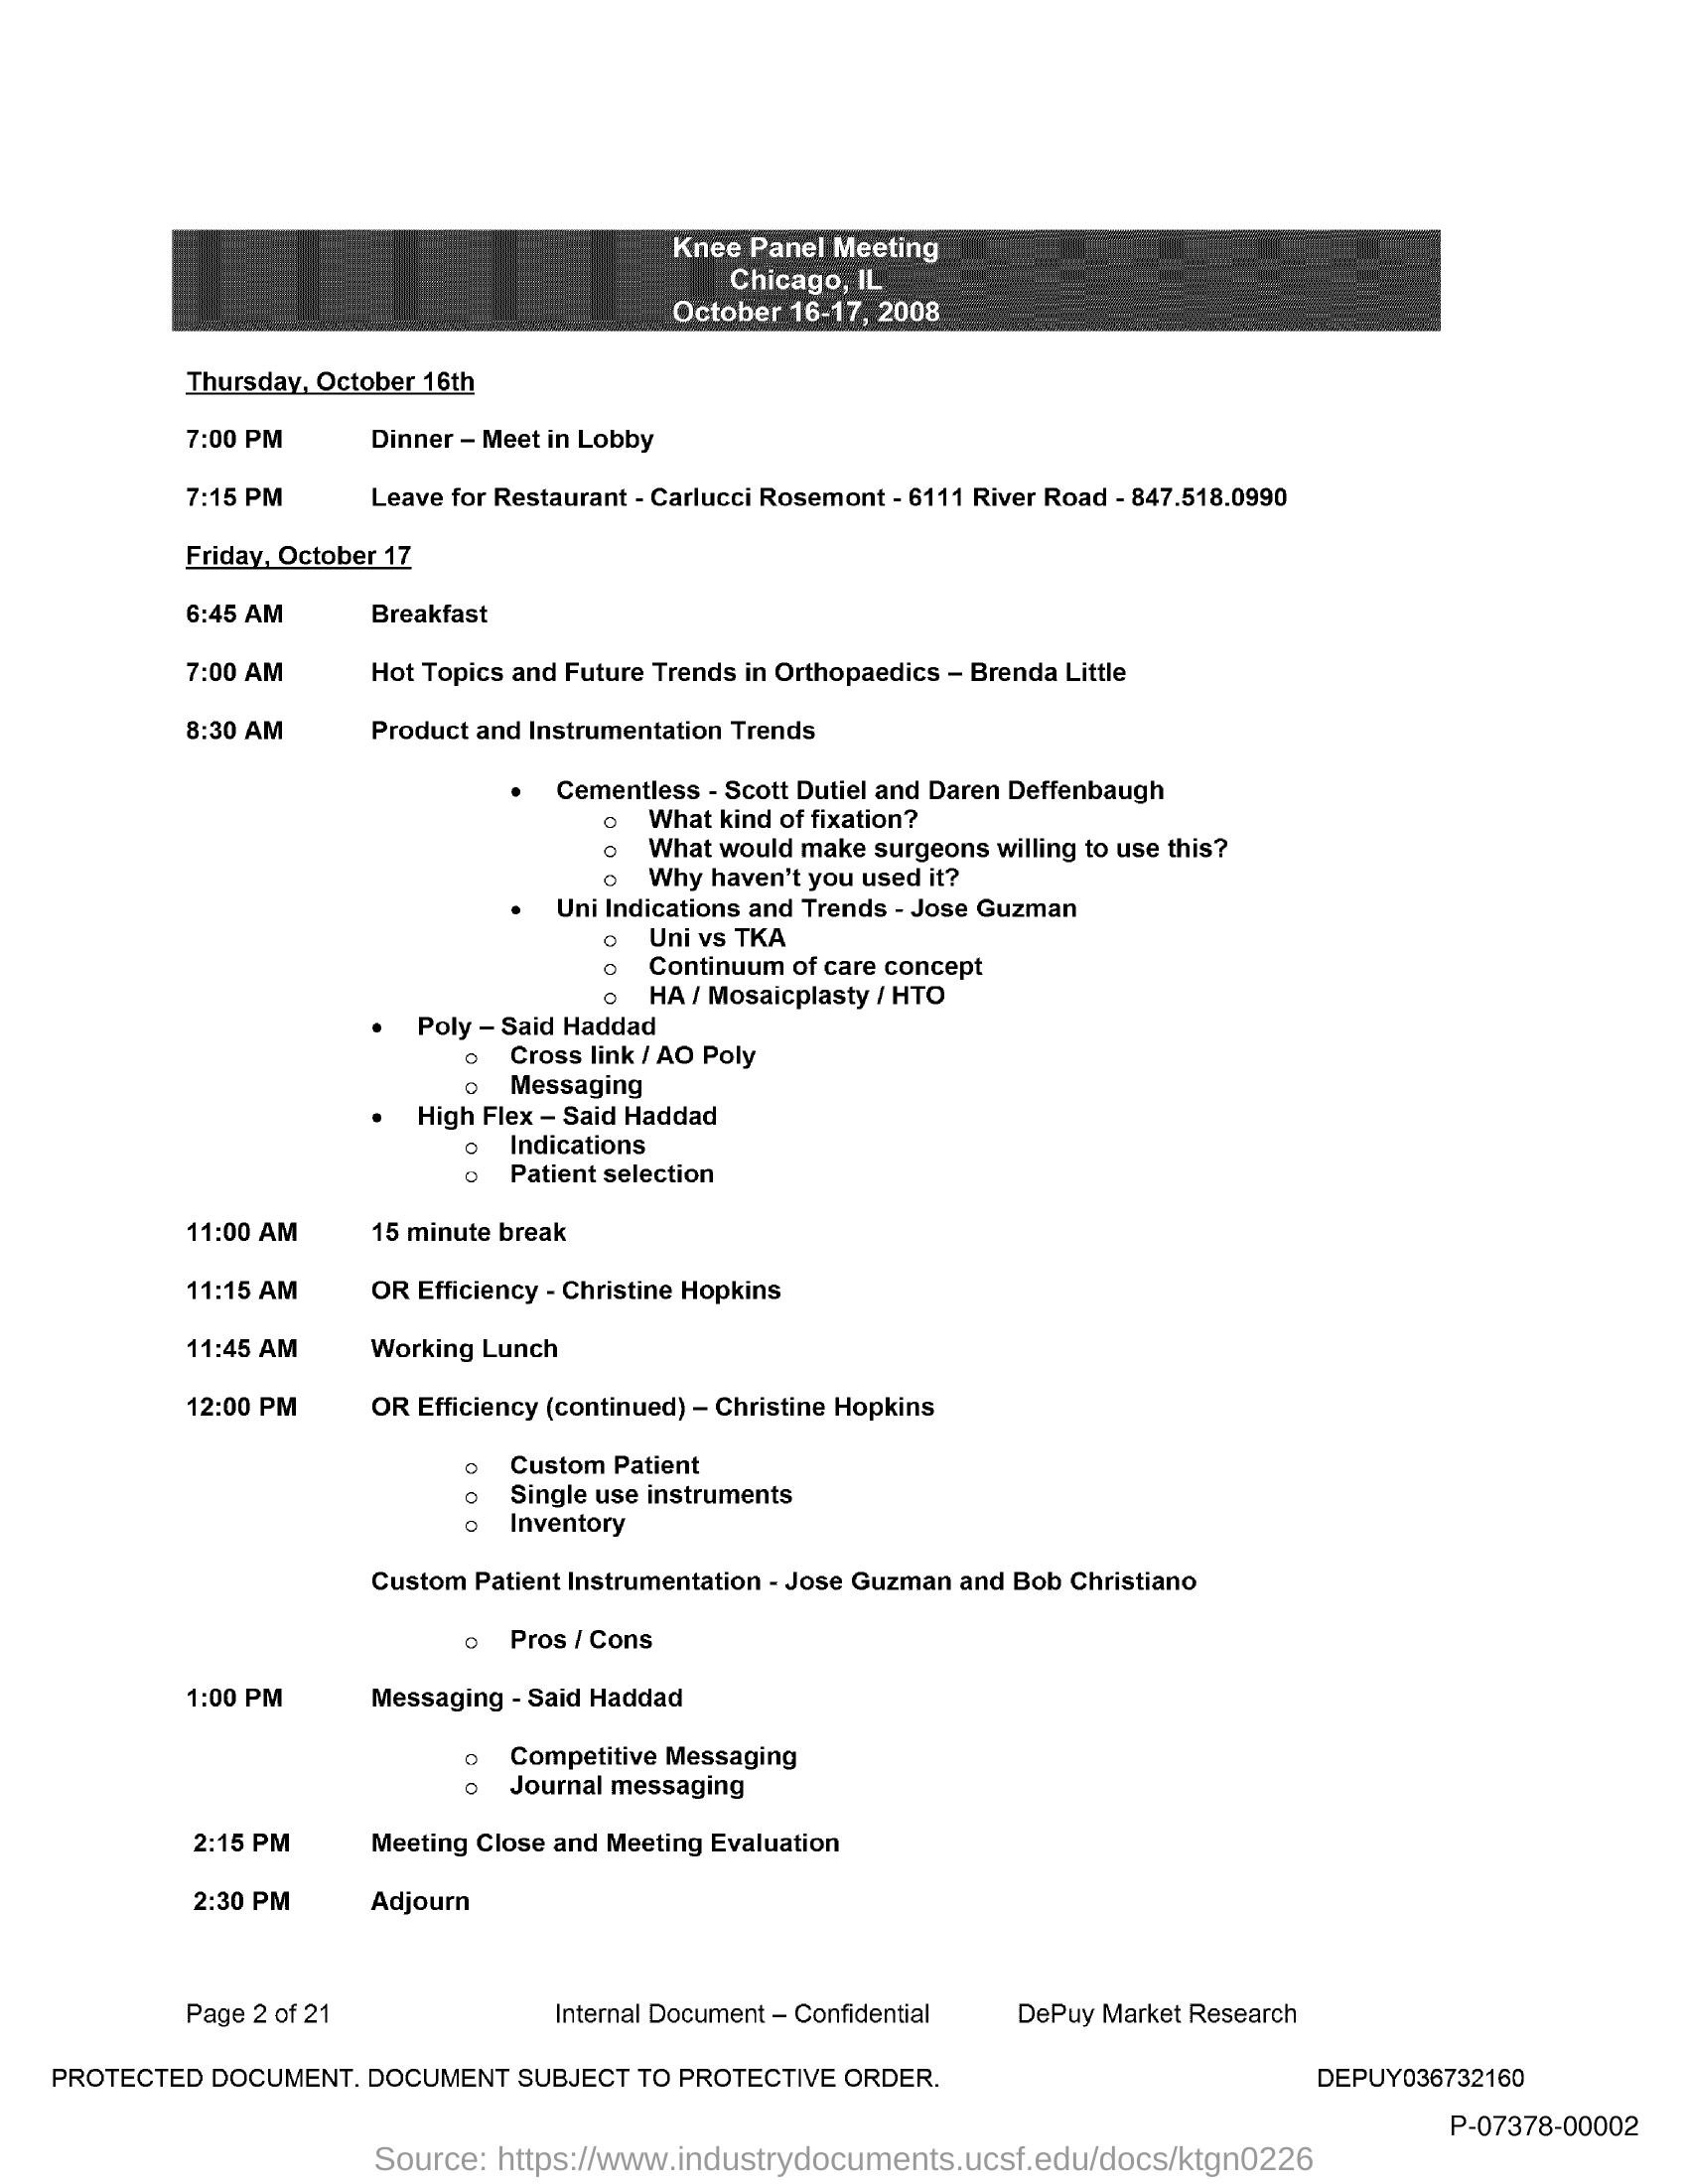 Knee Panel Meeting
Chicago, IL
October 16-17, 2008
Thursday, October 16th
7:00 PM Dinner – Meet in Lobby
7:15 PM Leave for Restaurant - Carlucci Rosemont - 6111 River Road - 847.518.0990
Friday, October 17
6:45 AM Breakfast
7:00 AM Hot Topics and Future Trends in Orthopaedics – Brenda Little
8:30 AM Product and Instrumentation Trends
• Cementless - Scott Dutiel and Daren Deffenbaugh
o What kind of fixation?
o What would make surgeons willing to use this?
o Why haven't you used it?
• Uni Indications and Trends - Jose Guzman
o Uni vs TKA
o Continuum of care concept
o HA / Mosaicplasty / HTO
• Poly – Said Haddad
o Cross link / AO Poly
o Messaging
• High Flex – Said Haddad
o Indications
o Patient selection
11:00 AM 15 minute break
11:15 AM OR Efficiency - Christine Hopkins
11:45 AM Working Lunch
12:00 PM OR Efficiency (continued) – Christine Hopkins
o Custom Patient
o Single use instruments
o Inventory
Custom Patient Instrumentation - Jose Guzman and Bob Christiano
o Pros / Cons
1:00 PM Messaging - Said Haddad
o Competitive Messaging
o Journal messaging
2:15 PM Meeting Close and Meeting Evaluation
2:30 PM Adjourn
Page 2 of 21 Internal Document – Confidential DePuy Market Research
PROTECTED DOCUMENT. DOCUMENT SUBJECT TO PROTECTIVE ORDER. DEPUY036732160
P-07378-00002
Source: https://www.industrydocuments.ucsf.edu/docs/ktgn0226